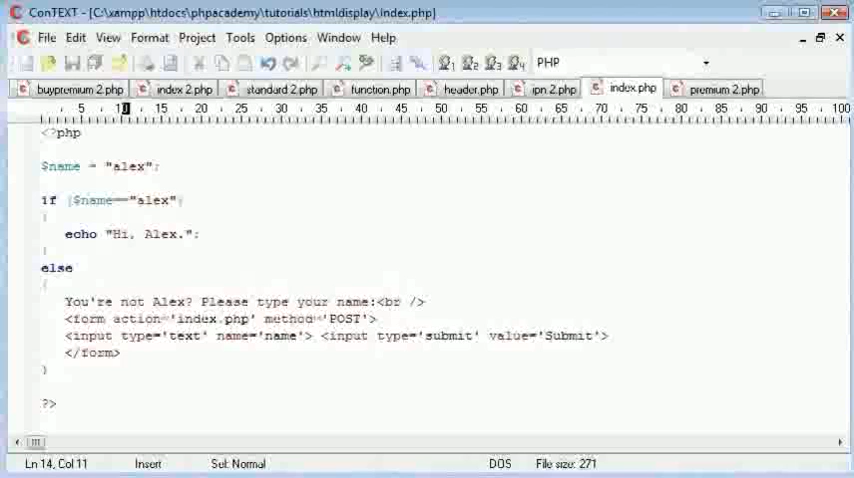 ConTEXT - [C:\xampp\htdocs\phpacademy\tutorials\htmldisplay\index.php]
File Edit View Format Project Tools Options Window Help
PHP
buypremium 2.php index 2.php standard 2.php function.php header.php ipn 2.php index.php premium 2.php
5 10 15 20 25 30 35 40 45 50 55 60 65 70 75 80 85 90 95 100
<?php
$name = "alex";
if ($name=="alex")
{
echo "Hi, Alex.";
}
else
{
You're not Alex? Please type your name:<br />
<form action='index.php' method='POST'>
<input type='text' name='name'> <input type='submit' value='Submit'>
</form>
}
?>
Ln 14, Col 11 Insert Sel: Normal DOS File size: 271